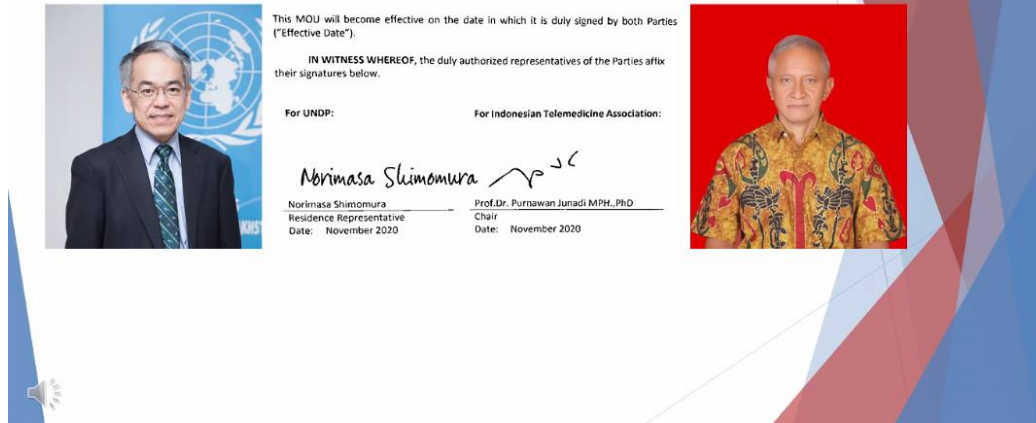 This MOU will become effective on the date in which it is duly signed by both Parties
("Effective Date").
IN WITNESS WHEREOF, the duly authorized representatives of the Parties affix
their signatures below.
For UNDP:
For Indonesian Telemedicine Association:
Norimasa Shimomura
Norimasa Shimomura
Residence Representative
Date: November 2020
Prof.Dr. Purnawan Junadi MPH.,PhD
Chair
Date: November 2020